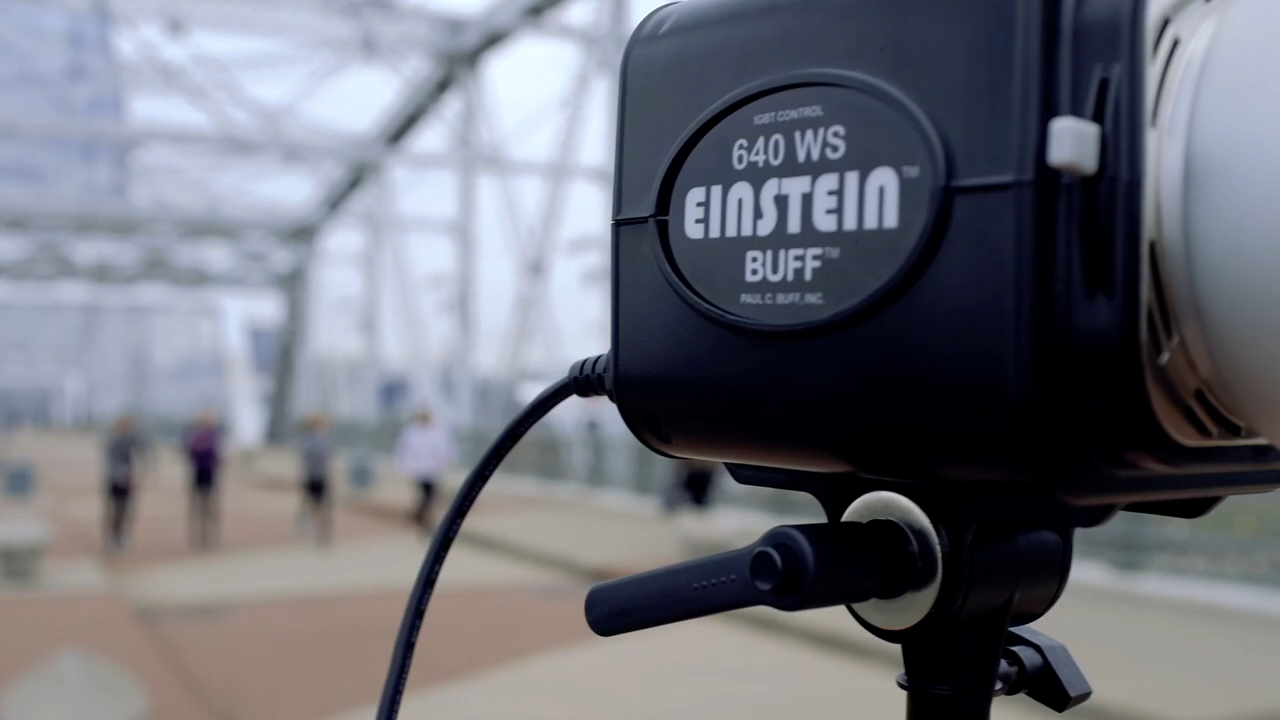 IGBT CONTROL
640 WS
EINSTEIN™
BUFF™
PAUL C. BUFF, INC.